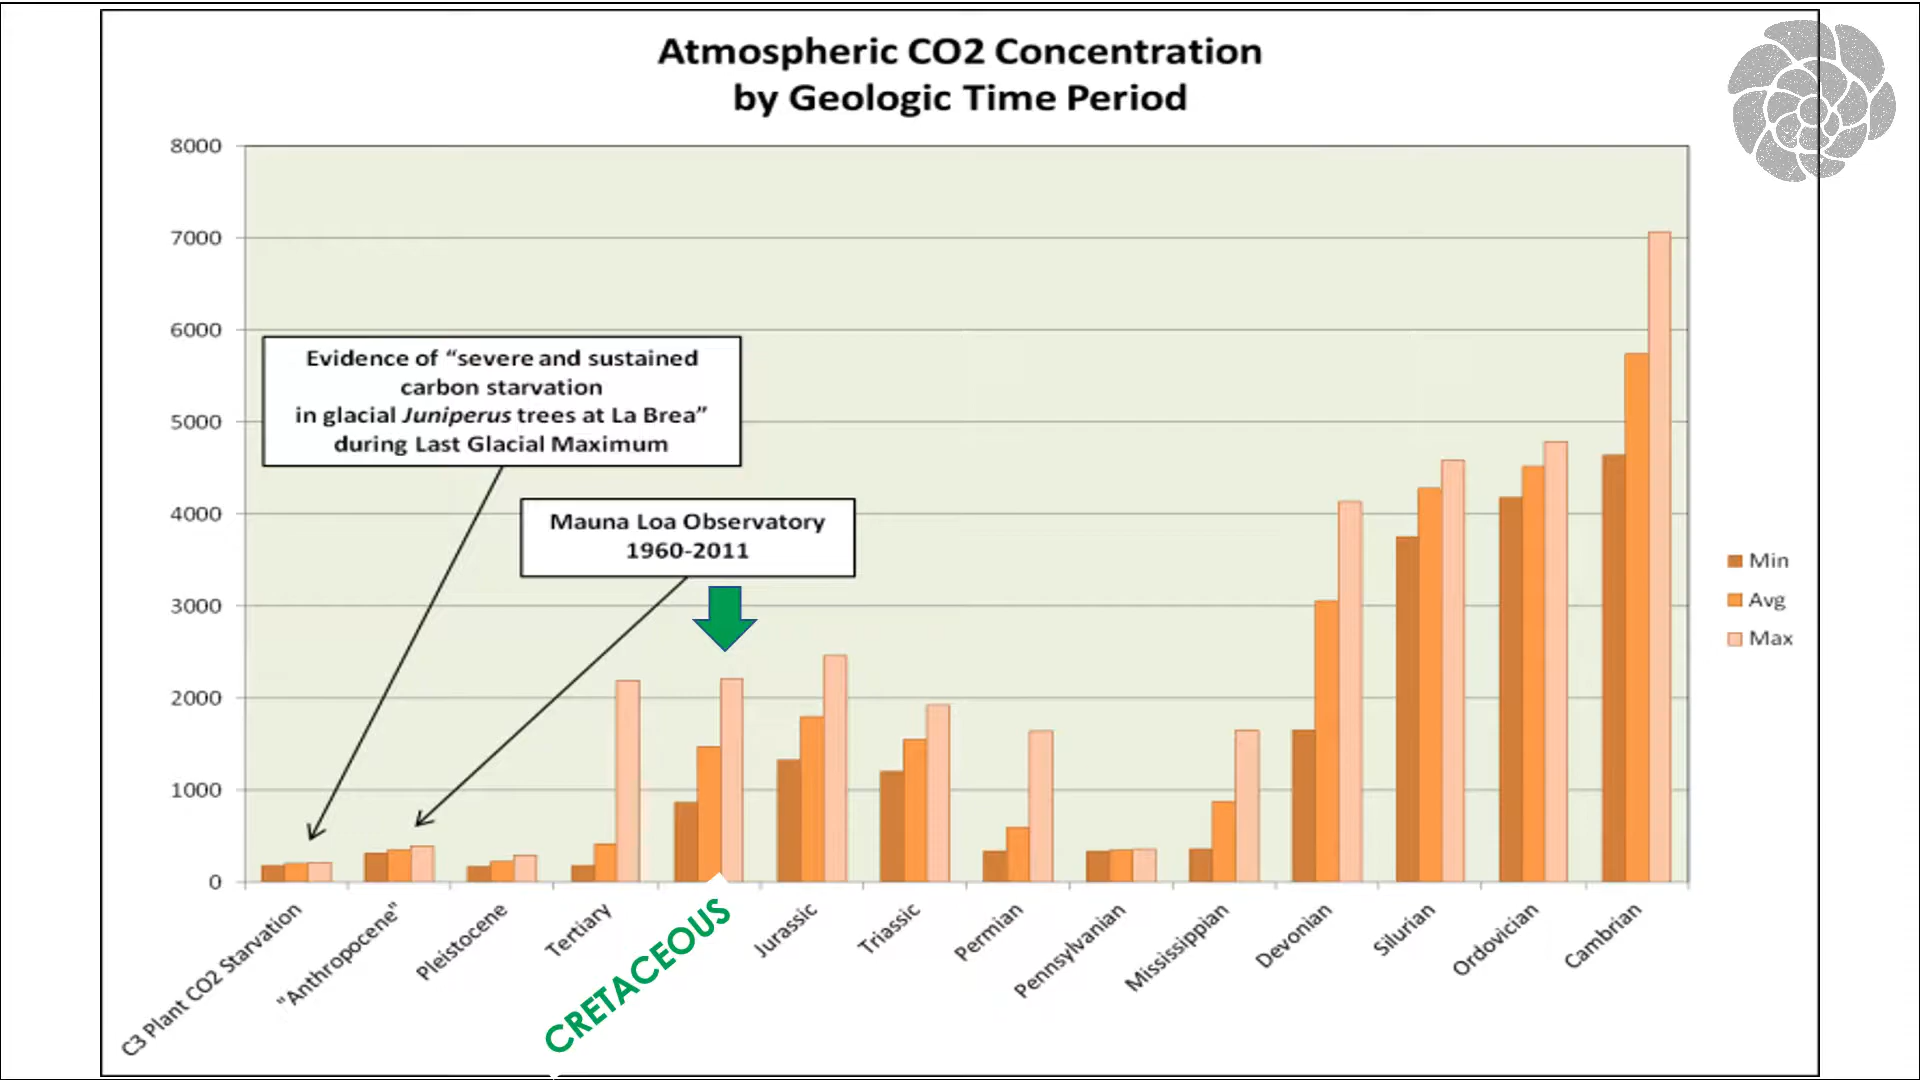 Atmospheric CO2 Concentration
by Geologic Time Period
8000
7000
6000
5000
4000
3000
2000
1000
0
Evidence of “severe and sustained
carbon starvation
in glacial Juniperus trees at La Brea”
during Last Glacial Maximum
Mauna Loa Observatory
1960-2011
Min
Avg
Max
C3 Plant CO2 Starvation
"Anthropocene"
Pleistocene
Tertiary
CRETACEOUS
Jurassic
Triassic
Permian
Pennsylvanian
Mississippian
Devonian
Silurian
Ordovician
Cambrian